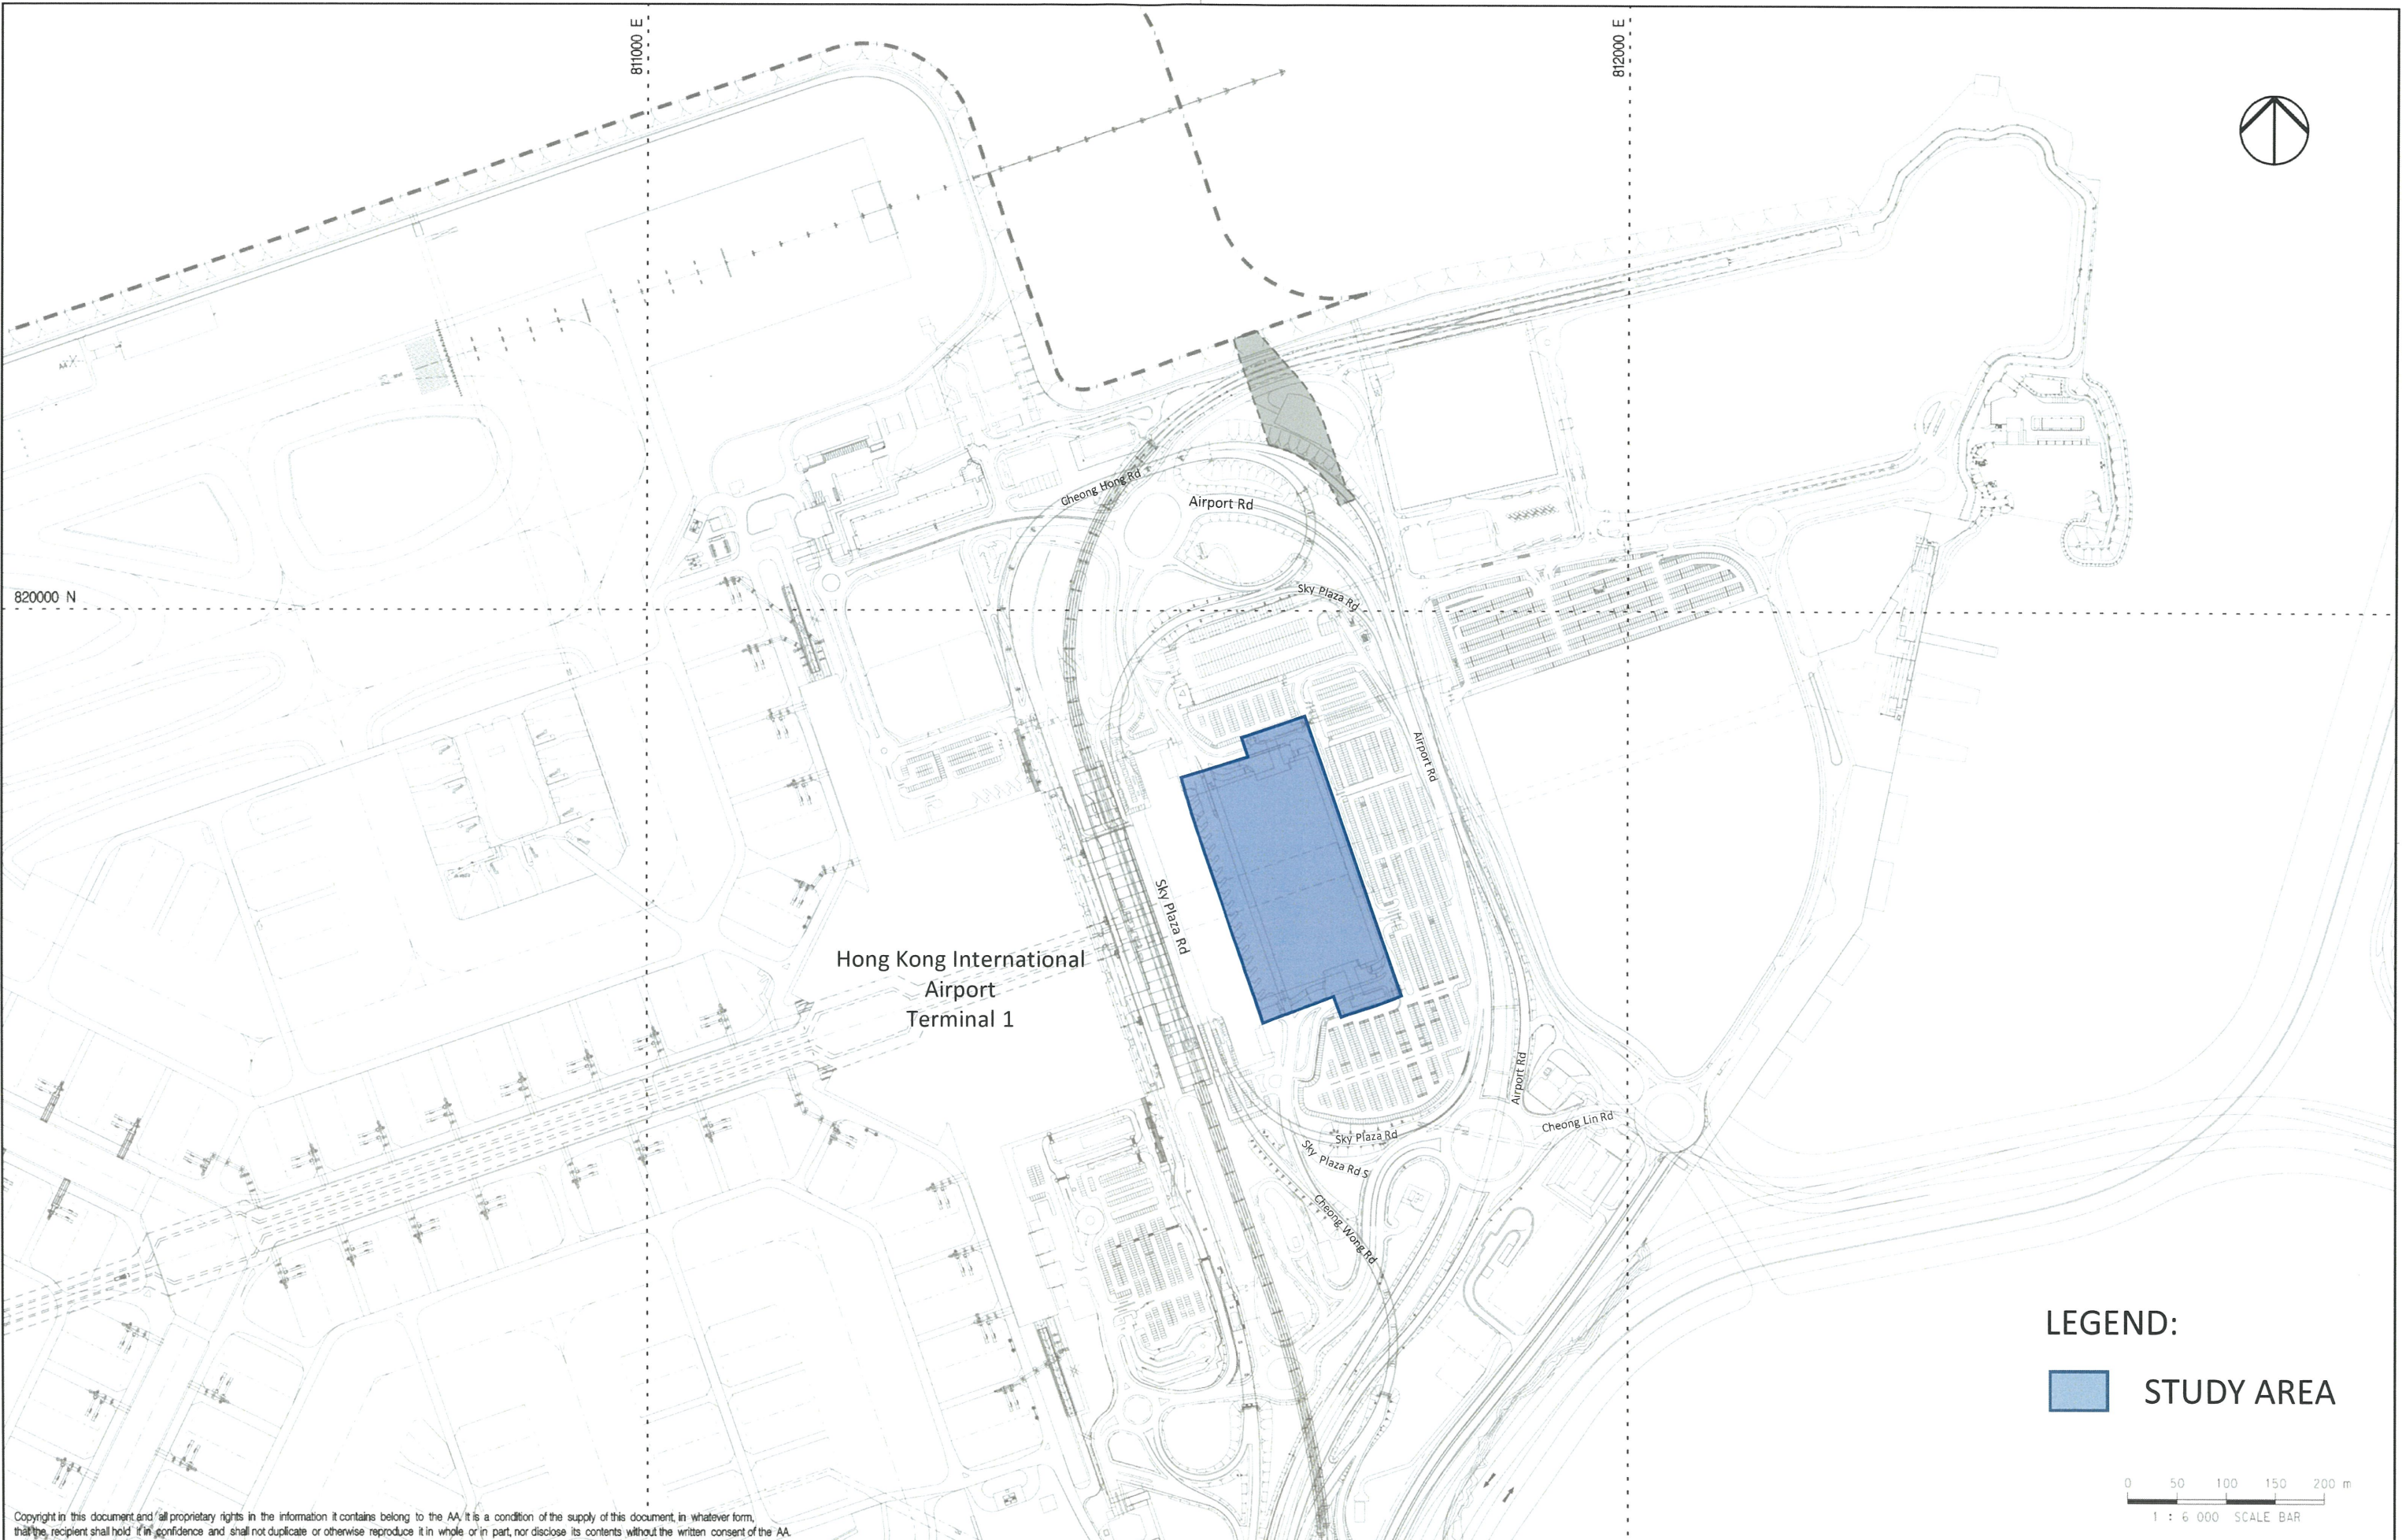 811000 E
812000 E
820000 N
Cheong Hong Rd
Airport Rd
Sky Plaza Rd
Airport Rd
Sky Plaza Rd
Hong Kong International
Airport
Terminal 1
Airport Rd
Cheong Lin Rd
Sky Plaza Rd
Sky Plaza Rd S
Cheong Wong Rd
LEGEND:
STUDY AREA
0 50 100 150 200 m
1 : 6 000 SCALE BAR
Copyright in this document and all proprietary rights in the information it contains belong to the AA. It is a condition of the supply of this document, in whatever form,
that the recipient shall hold it in confidence and shall not duplicate or otherwise reproduce it in whole or in part, nor disclose its contents without the written consent of the AA.